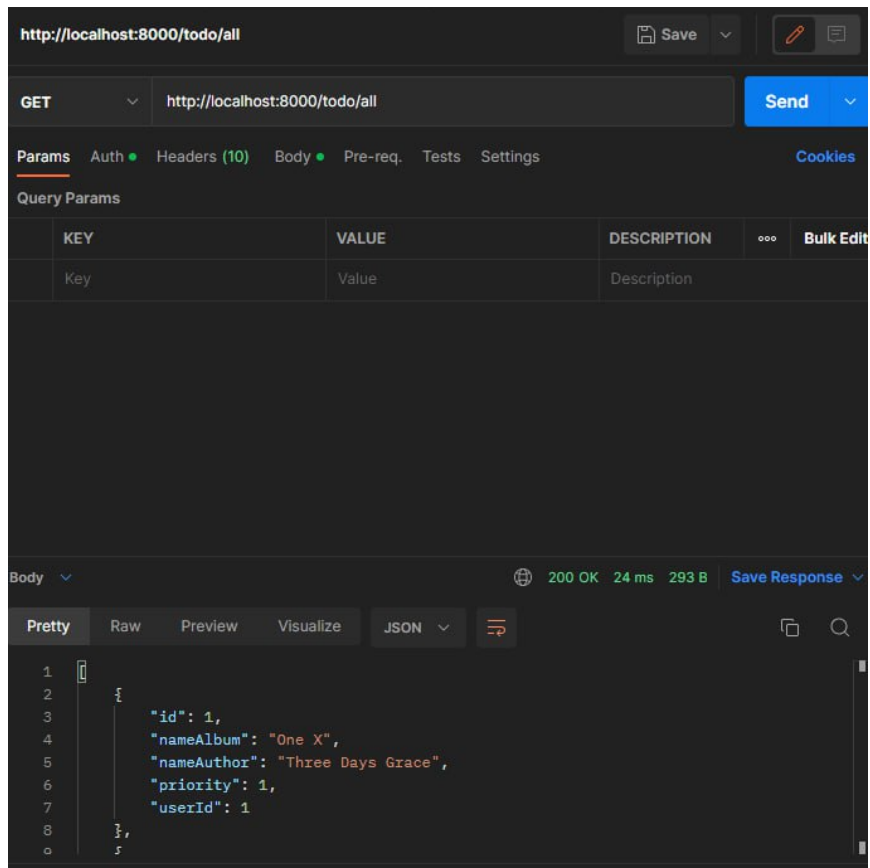 http://localhost:8000/todo/all Save
GET http://localhost:8000/todo/all Send
Params Auth Headers (10) Body Pre-req. Tests Settings Cookies
Query Params
KEY VALUE DESCRIPTION ooo Bulk Edit
Key Value Description
Body 200 OK 24 ms 293 B Save Response
Pretty Raw Preview Visualize JSON
1 [
2 {
3 "id": 1,
4 "nameAlbum": "One X",
5 "nameAuthor": "Three Days Grace",
6 "priority": 1,
7 "userId": 1
8 },
9 {